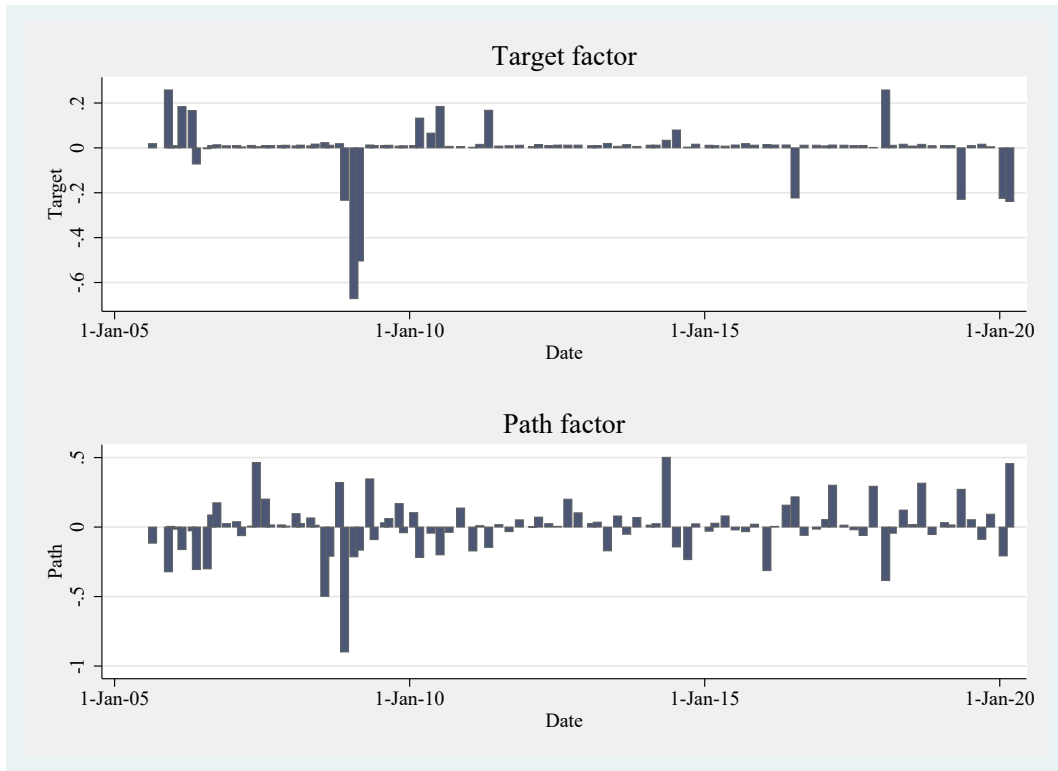 Target factor
Target
.2
0
-.2
-.4
-.6
1-Jan-05 1-Jan-10 1-Jan-15 1-Jan-20
Date
Path factor
Path
.5
0
-.5
-1
1-Jan-05 1-Jan-10 1-Jan-15 1-Jan-20
Date